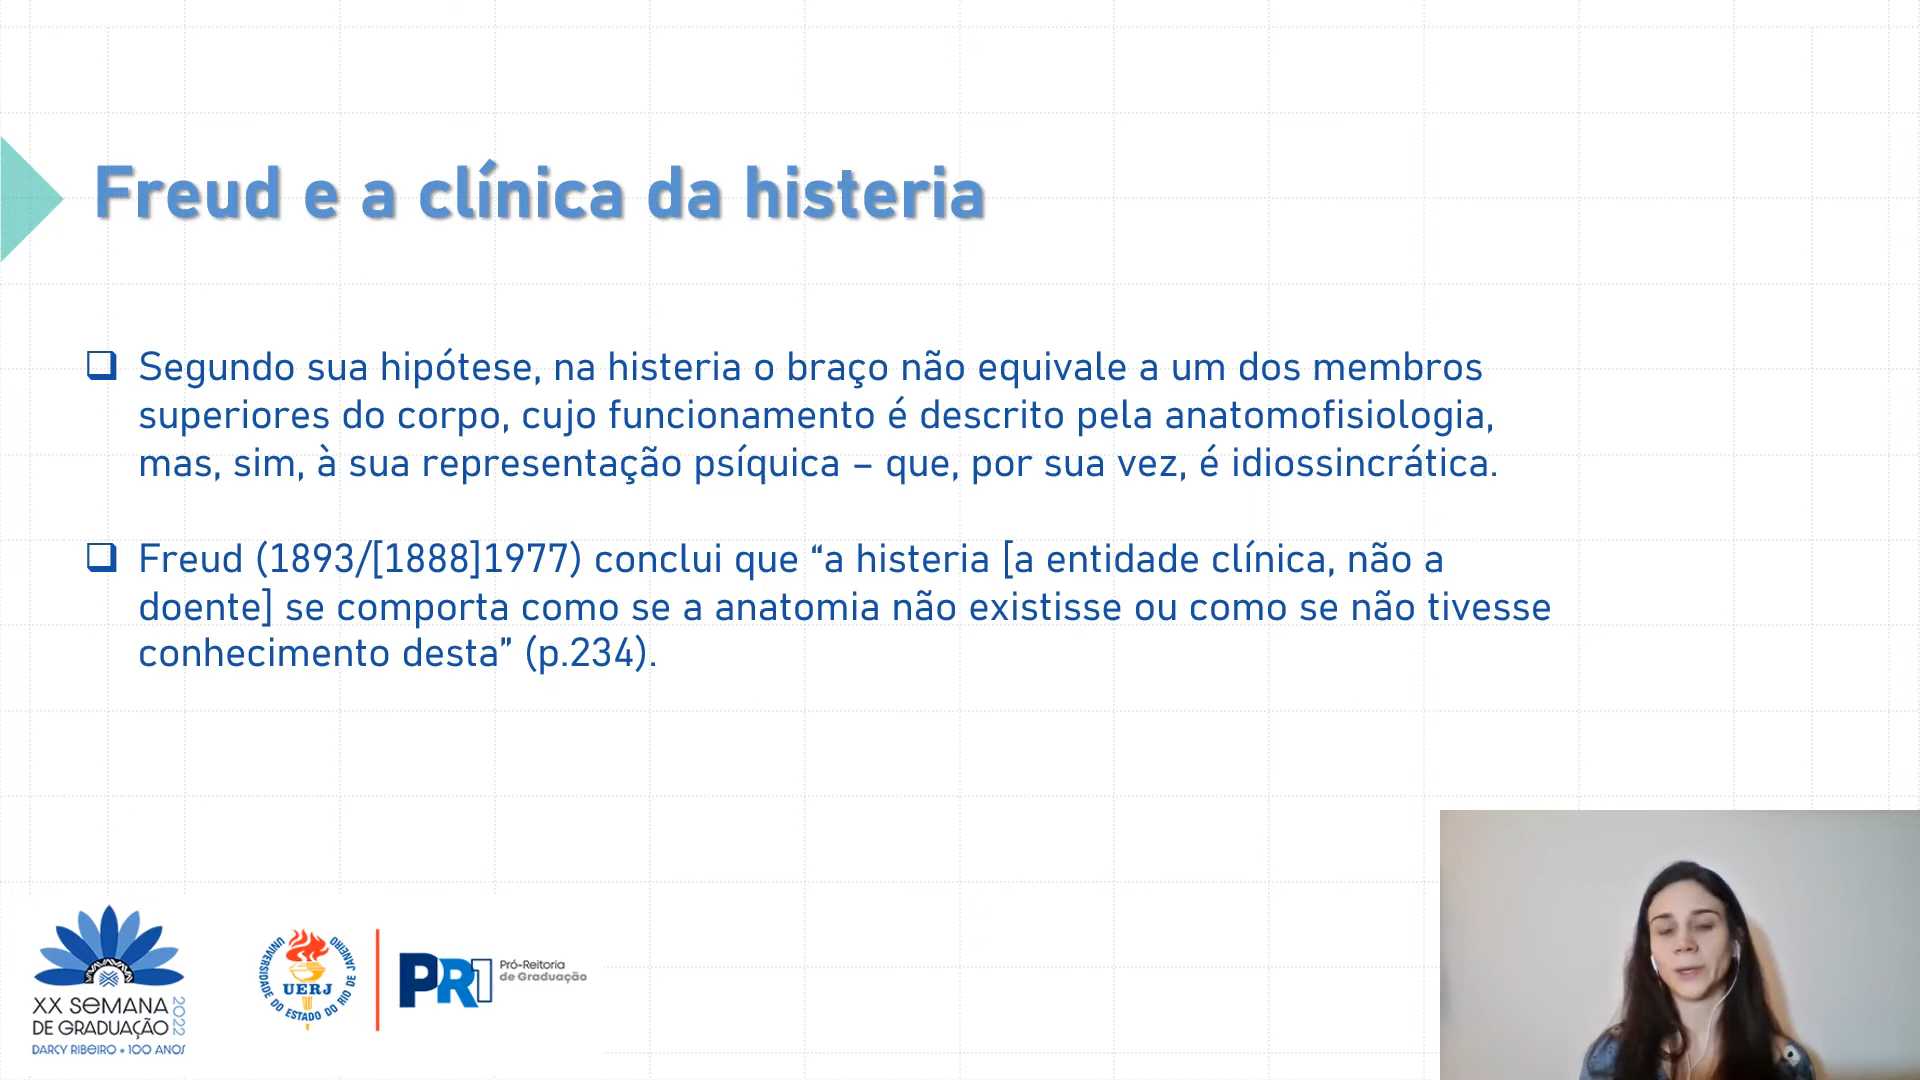 Freud e a clínica da histeria
Segundo sua hipótese, na histeria o braço não equivale a um dos membros
superiores do corpo, cujo funcionamento é descrito pela anatomofisiologia,
mas, sim, à sua representação psíquica – que, por sua vez, é idiossincrática.
Freud (1893/[1888]1977) conclui que “a histeria [a entidade clínica, não a
doente] se comporta como se a anatomia não existisse ou como se não tivesse
conhecimento desta” (p.234).
XX SEMANA
DE GRADUAÇÃO
2022
DARCY RIBEIRO • 100 ANOS
UNIVERSIDADE DO ESTADO DO RIO DE JANEIRO
UERJ
PR1
Pró-Reitoria
de Graduação